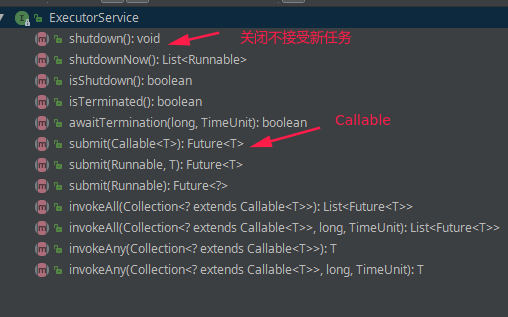 ExecutorService
shutdown(): void 关闭不接受新任务
shutdownNow(): List<Runnable>
isShutdown(): boolean
isTerminated(): boolean
awaitTermination(long, TimeUnit): boolean
submit(Callable<T>): Future<T> Callable
submit(Runnable, T): Future<T>
submit(Runnable): Future<?>
invokeAll(Collection<? extends Callable<T>>): List<Future<T>>
invokeAll(Collection<? extends Callable<T>>, long, TimeUnit): List<Future<T>>
invokeAny(Collection<? extends Callable<T>>): T
invokeAny(Collection<? extends Callable<T>>, long, TimeUnit): T